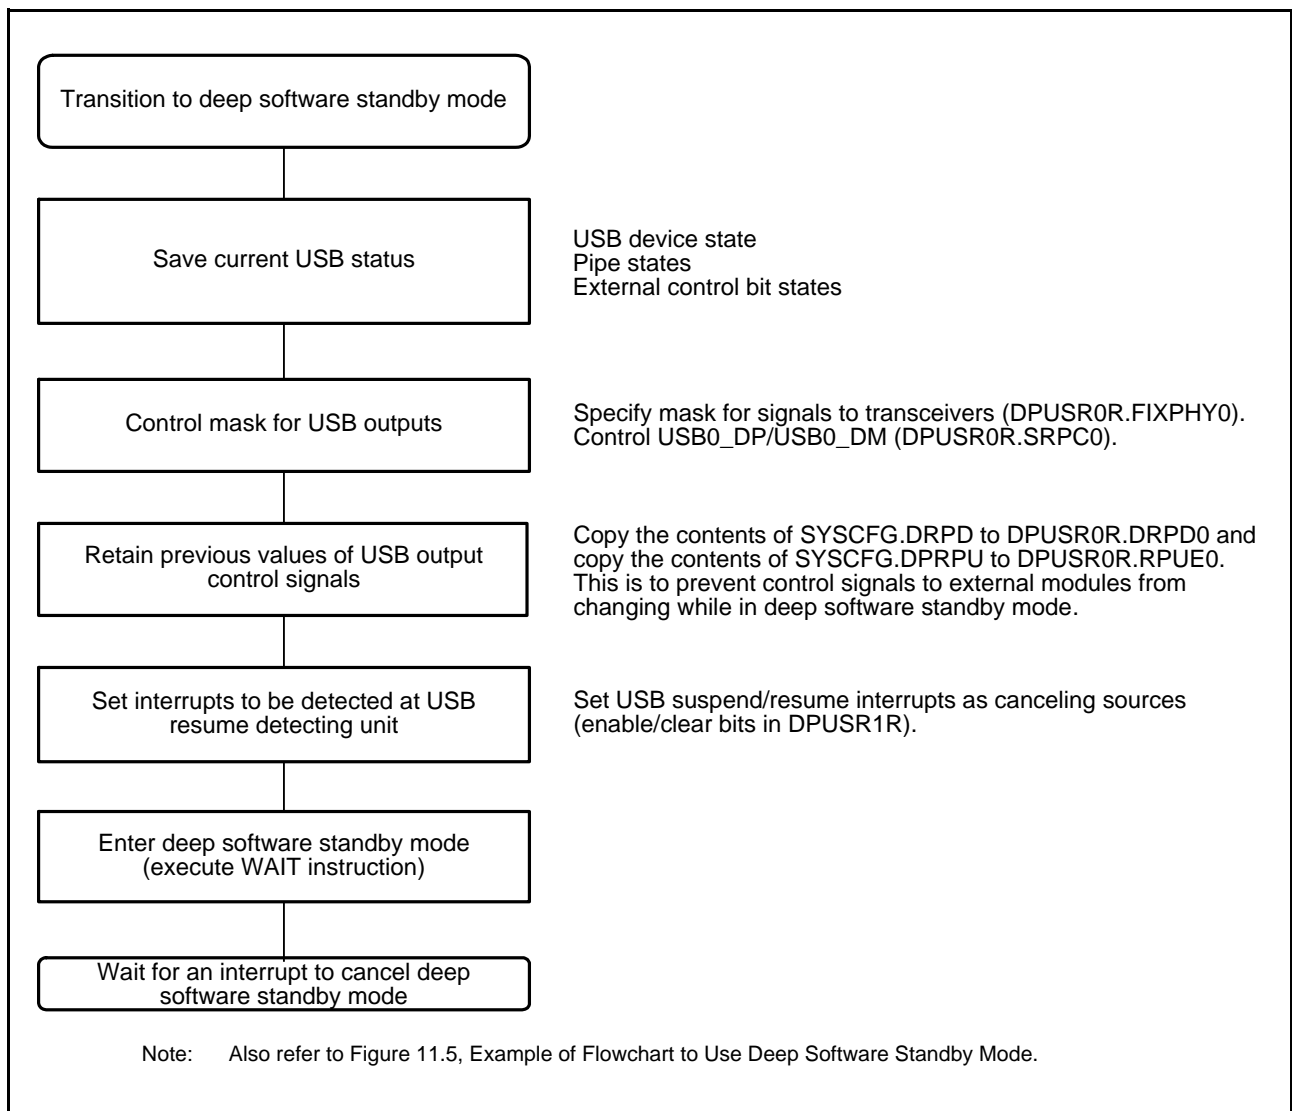 Transition to deep software standby mode
Save current USB status
USB device state
Pipe states
External control bit states
Control mask for USB outputs
Specify mask for signals to transceivers (DPUSR0R.FIXPHY0).
Control USB0_DP/USB0_DM (DPUSR0R.SRPC0).
Retain previous values of USB output
control signals
Copy the contents of SYSCFG.DRPD to DPUSR0R.DRPD0 and
copy the contents of SYSCFG.DPRPU to DPUSR0R.RPUE0.
This is to prevent control signals to external modules from
changing while in deep software standby mode.
Set interrupts to be detected at USB
resume detecting unit
Set USB suspend/resume interrupts as canceling sources
(enable/clear bits in DPUSR1R).
Enter deep software standby mode
(execute WAIT instruction)
Wait for an interrupt to cancel deep
software standby mode
Note: Also refer to Figure 11.5, Example of Flowchart to Use Deep Software Standby Mode.